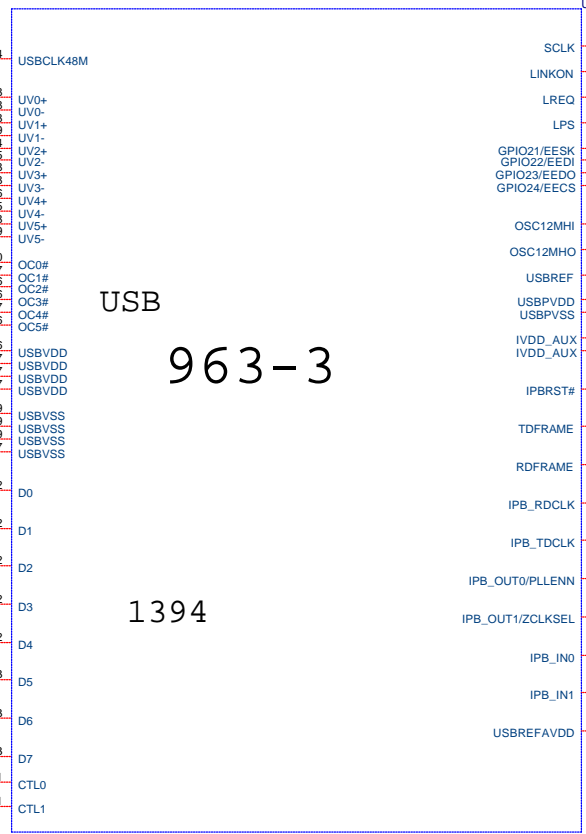 USBCLK48M
UV0+
UV0-
UV1+
UV1-
UV2+
UV2-
UV3+
UV3-
UV4+
UV4-
UV5+
UV5-
OC0#
OC1#
OC2#
OC3#
OC4#
OC5#
USBVDD
USBVDD
USBVDD
USBVDD
USBVSS
USBVSS
USBVSS
USBVSS
D0
D1
D2
D3
D4
D5
D6
D7
CTL0
CTL1
USB
963-3
1394
SCLK
LINKON
LREQ
LPS
GPIO21/EESK
GPIO22/EEDI
GPIO23/EEDO
GPIO24/EECS
OSC12MHI
OSC12MHO
USBREF
USBPVDD
USBPVSS
IVDD_AUX
IVDD_AUX
IPBRST#
TDFRAME
RDFRAME
IPB_RDCLK
IPB_TDCLK
IPB_OUT0/PLLENN
IPB_OUT1/ZCLKSEL
IPB_IN0
IPB_IN1
USBREFAVDD